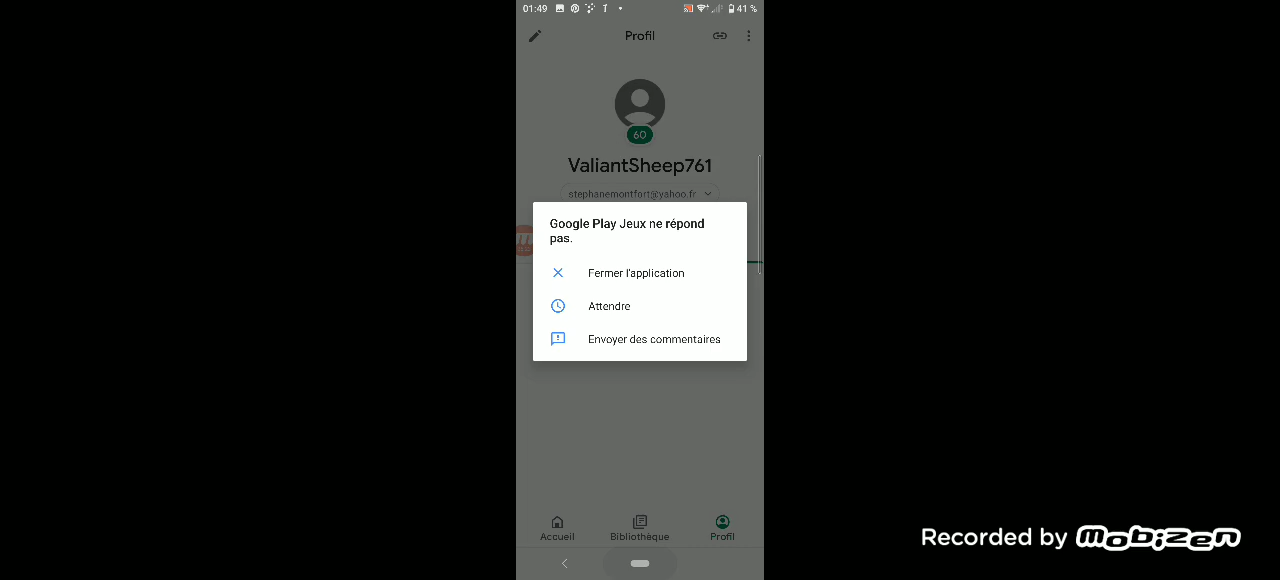 01:49
41 %
Profil
60
ValiantSheep761
stephanemontfort@yahoo.fr
Google Play Jeux ne répond
pas.
Fermer l'application
Attendre
Envoyer des commentaires
Accueil
Bibliothèque
Profil
Recorded by mobizen